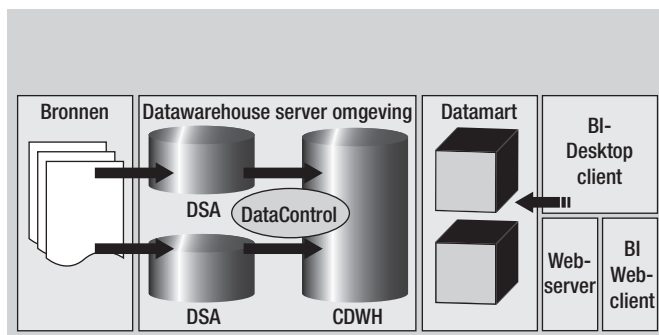 Bronnen
Datawarehouse server omgeving
Datamart
BI-
Desktop
client
DSA
DataControl
DSA
CDWH
Web-
server
BI
Web-
client